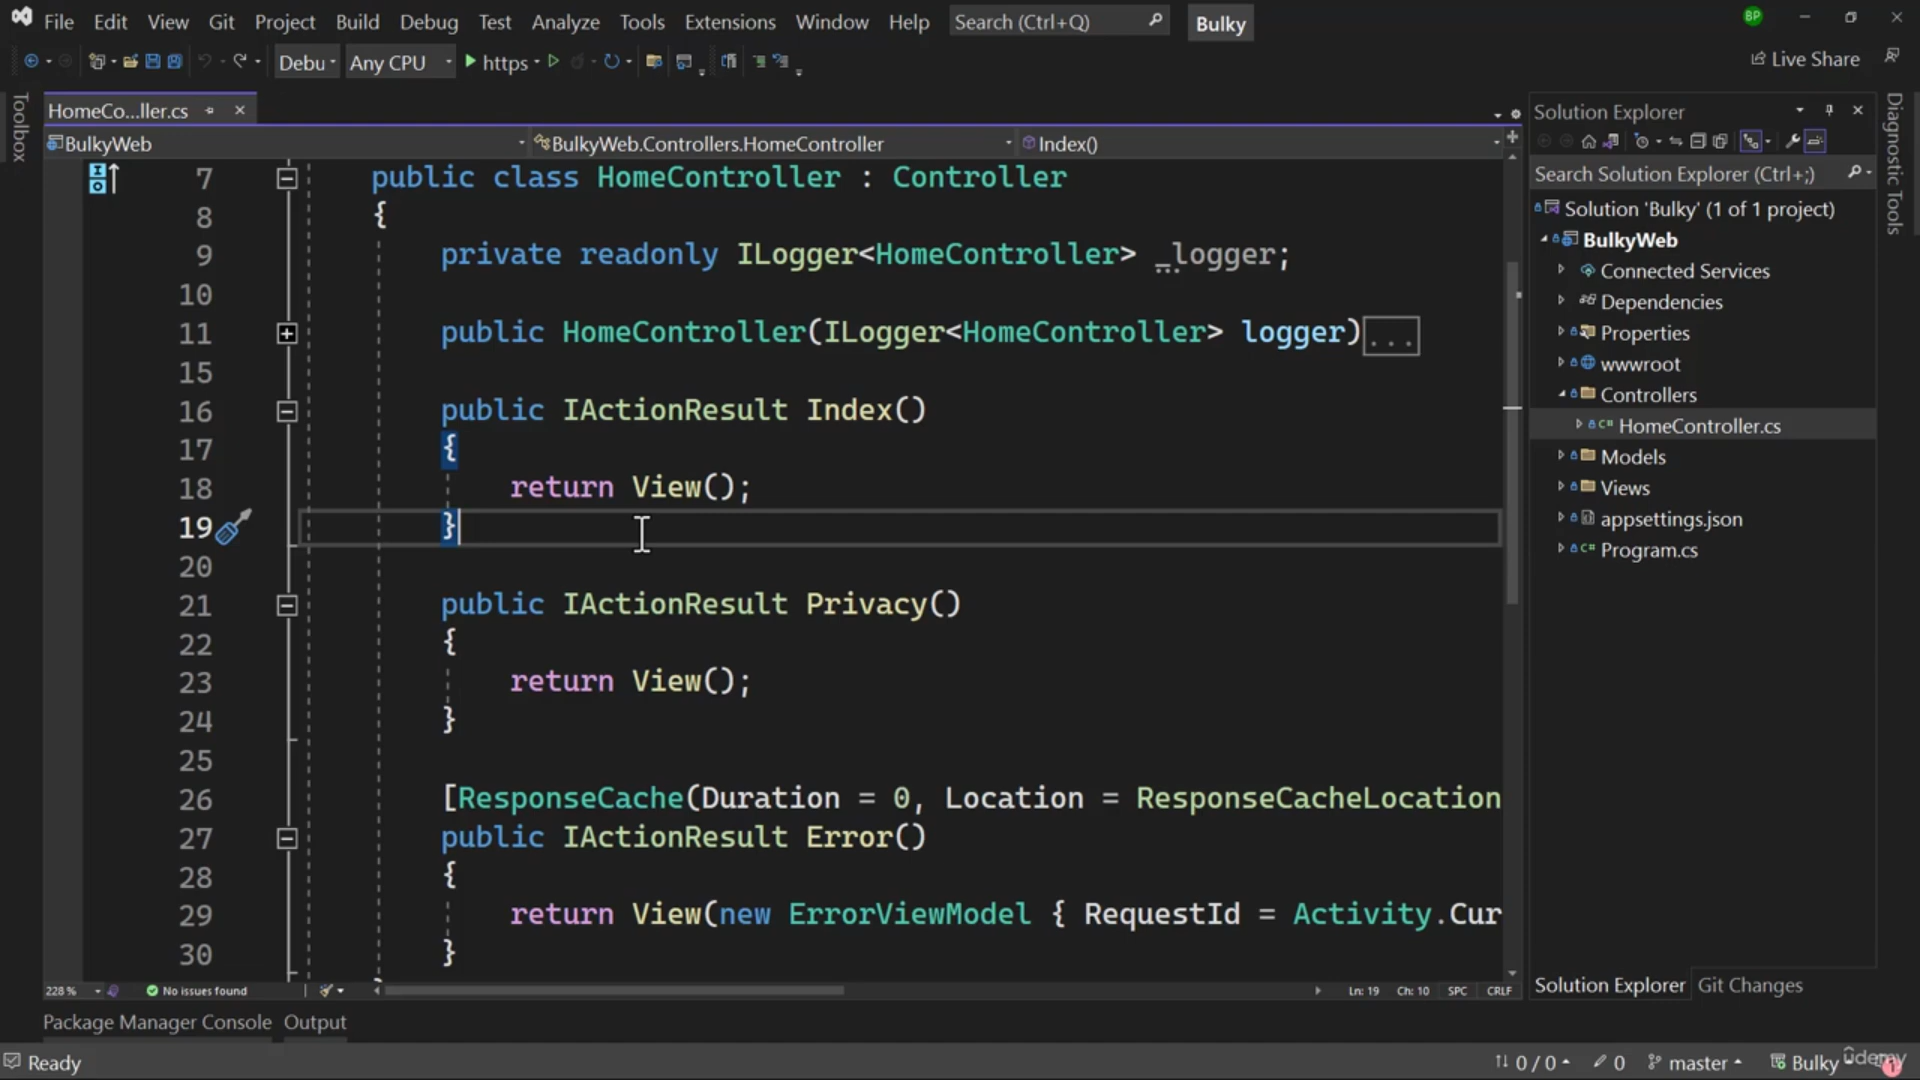 File Edit View Git Project Build Debug Test Analyze Tools Extensions Window Help Search (Ctrl+Q) Bulky BP
Debu Any CPU https Live Share
Toolbox
HomeCo...ller.cs
BulkyWeb BulkyWeb.Controllers.HomeController Index()
7 public class HomeController : Controller
8 {
9 private readonly ILogger<HomeController> _logger;
10
11 public HomeController(ILogger<HomeController> logger)...
15
16 public IActionResult Index()
17 {
18 return View();
19 }
20
21 public IActionResult Privacy()
22 {
23 return View();
24 }
25
26 [ResponseCache(Duration = 0, Location = ResponseCacheLocation
27 public IActionResult Error()
28 {
29 return View(new ErrorViewModel { RequestId = Activity.Cur
30 }
228 % No issues found Ln: 19 Ch: 10 SPC CRLF
Solution Explorer
Search Solution Explorer (Ctrl+;)
Solution 'Bulky' (1 of 1 project)
BulkyWeb
Connected Services
Dependencies
Properties
wwwroot
Controllers
C# HomeController.cs
Models
Views
appsettings.json
C# Program.cs
Solution Explorer Git Changes
Diagnostic Tools
Package Manager Console Output
Ready 0 / 0 0 master Bulky 1
ûdemy